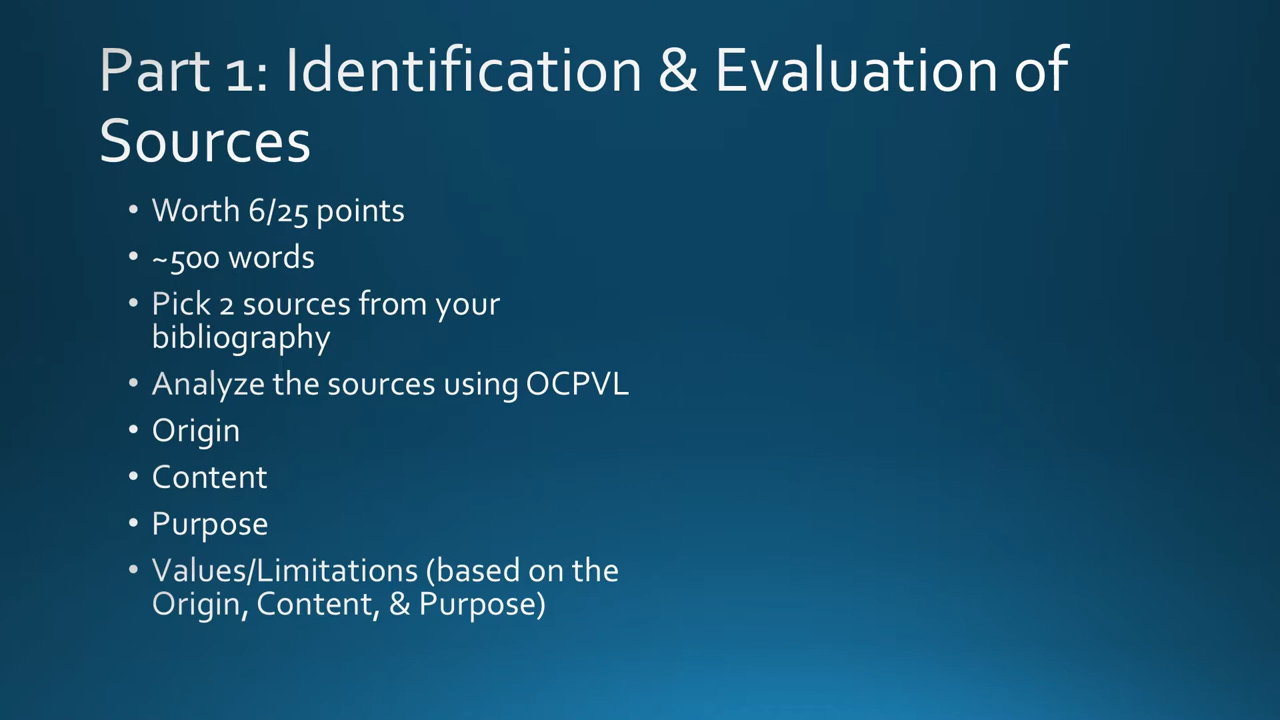 Part 1: Identification & Evaluation of
Sources
• Worth 6/25 points
• ~500 words
• Pick 2 sources from your
bibliography
• Analyze the sources using OCPVL
• Origin
• Content
• Purpose
• Values/Limitations (based on the
Origin, Content, & Purpose)